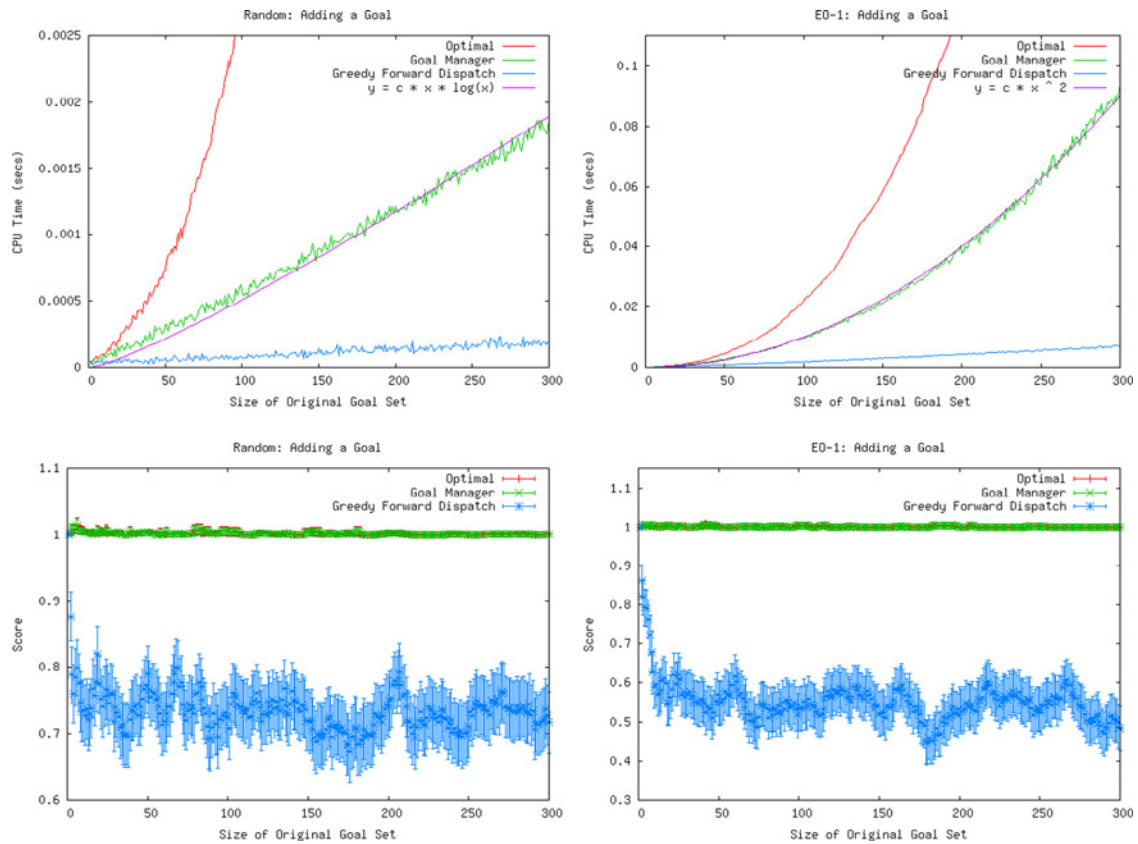 Random: Adding a Goal
0.0025
0.002
0.0015
0.001
0.0005
0
CPU Time (secs)
Optimal
Goal Manager
Greedy Forward Dispatch
y = c * x * log(x)
0 50 100 150 200 250 300
Size of Original Goal Set
EO-1: Adding a Goal
0.1
0.08
0.06
0.04
0.02
0
CPU Time (secs)
Optimal
Goal Manager
Greedy Forward Dispatch
y = c * x ^ 2
0 50 100 150 200 250 300
Size of Original Goal Set
Random: Adding a Goal
1.1
1
0.9
0.8
0.7
0.6
Score
Optimal
Goal Manager
Greedy Forward Dispatch
0 50 100 150 200 250 300
Size of Original Goal Set
EO-1: Adding a Goal
1.1
1
0.9
0.8
0.7
0.6
0.5
0.4
0.3
Score
Optimal
Goal Manager
Greedy Forward Dispatch
0 50 100 150 200 250 300
Size of Original Goal Set